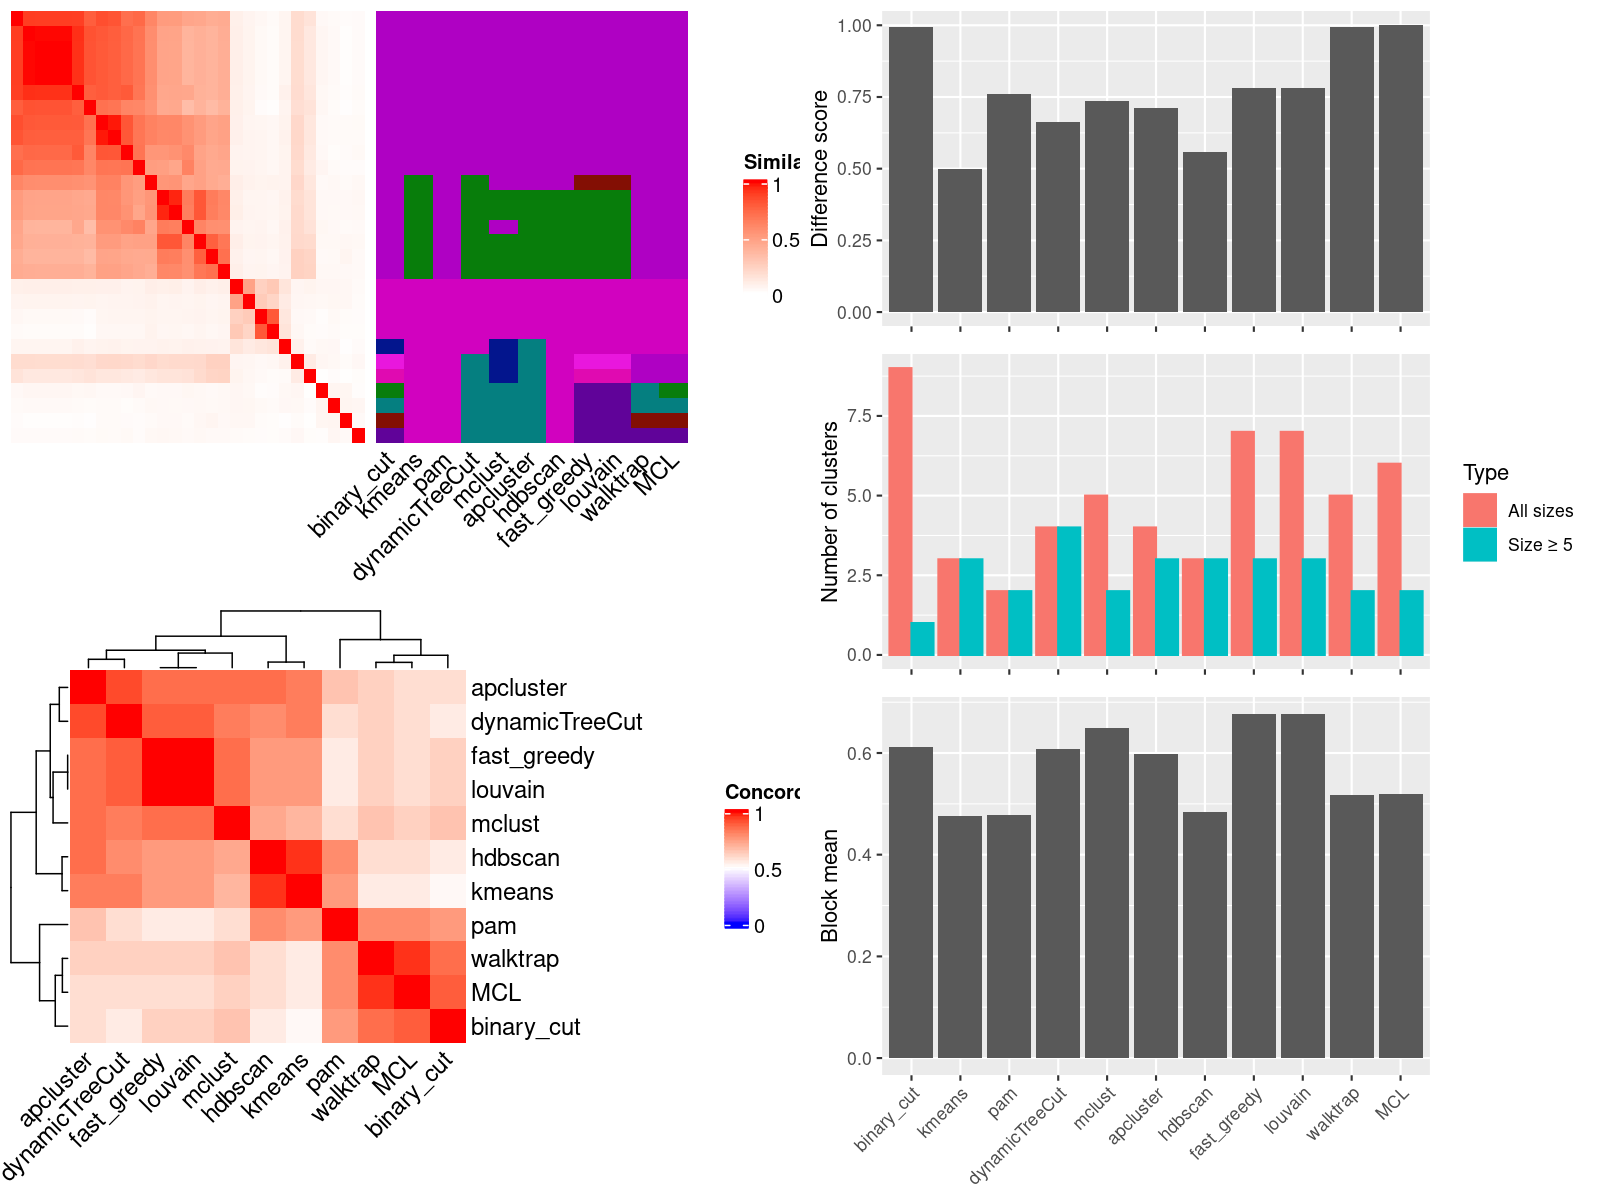 Simila
1
0.5
0
binary_cut
kmeans
pam
dynamicTreeCut
mclust
apcluster
hdbscan
fast_greedy
louvain
walktrap
MCL
apcluster
dynamicTreeCut
fast_greedy
louvain
mclust
hdbscan
kmeans
pam
walktrap
MCL
binary_cut
Concord
1
0.5
0
apcluster
dynamicTreeCut
fast_greedy
louvain
mclust
hdbscan
kmeans
pam
walktrap
MCL
binary_cut
Difference score
1.00
0.75
0.50
0.25
0.00
Number of clusters
7.5
5.0
2.5
0.0
Type
All sizes
Size ≥ 5
Block mean
0.6
0.4
0.2
0.0
binary_cut
kmeans
pam
dynamicTreeCut
mclust
apcluster
hdbscan
fast_greedy
louvain
walktrap
MCL